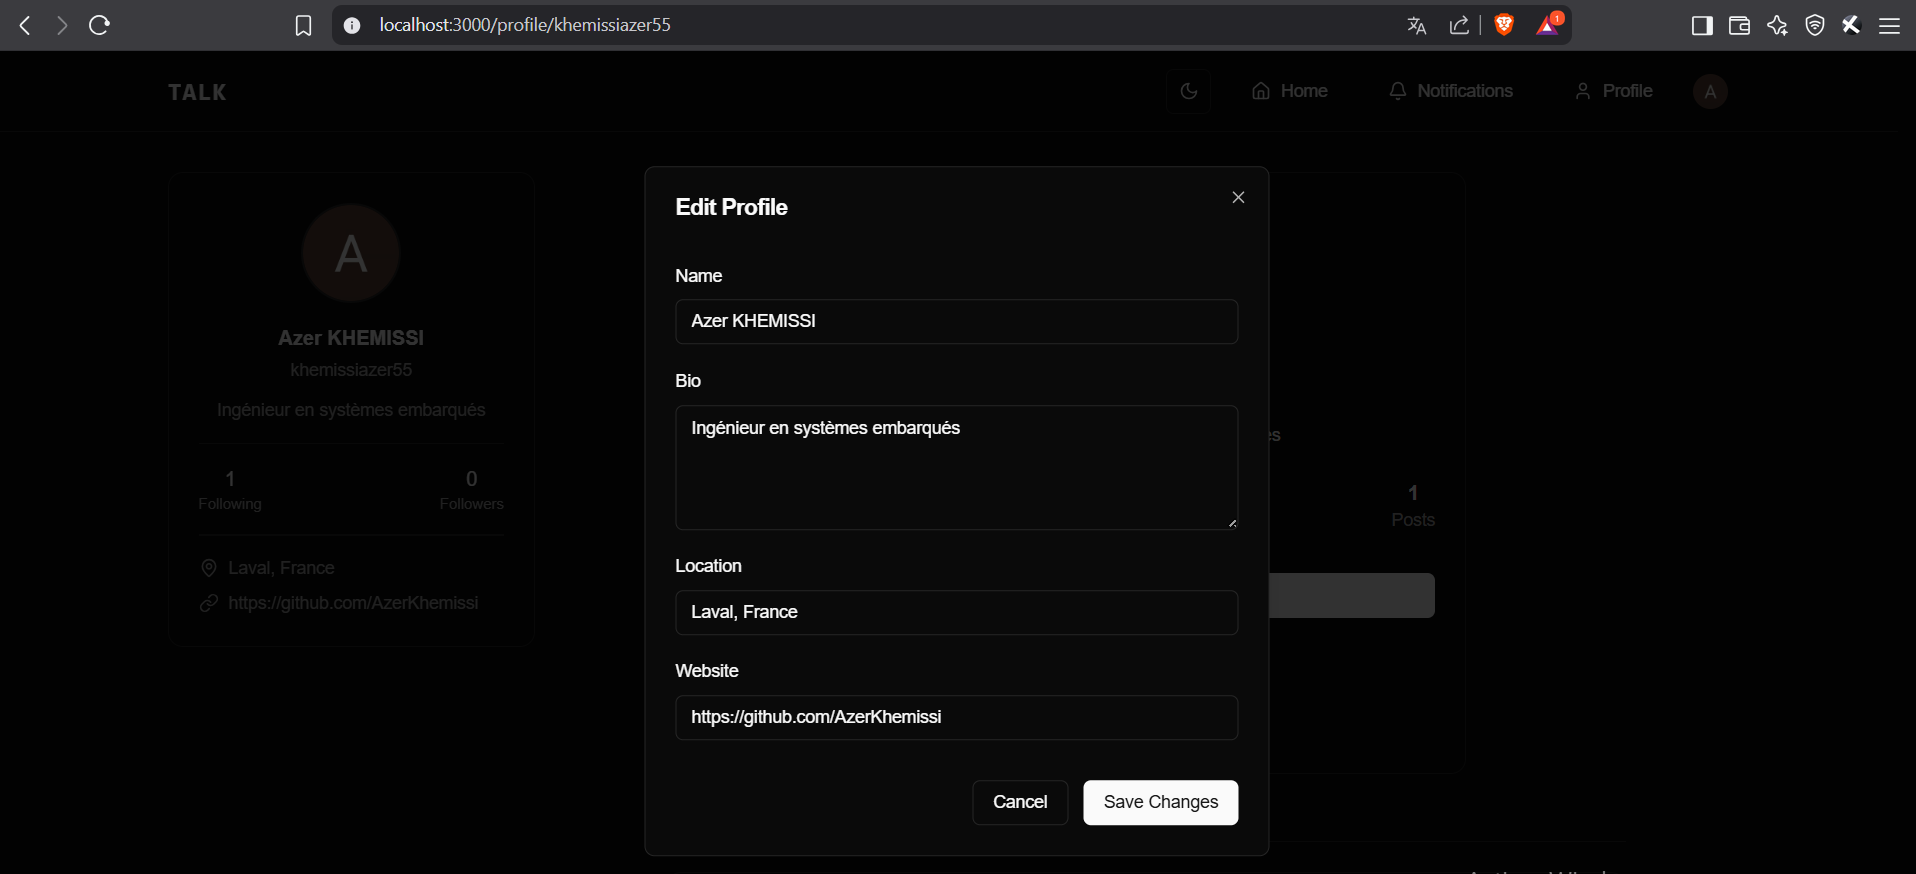 localhost:3000/profile/khemissiazer55
1
TALK
Home
Notifications
Profile
A
A
Azer KHEMISSI
khemissiazer55
Ingénieur en systèmes embarqués
1
Following
0
Followers
Laval, France
https://github.com/AzerKhemissi
Edit Profile
Name
Azer KHEMISSI
Bio
Ingénieur en systèmes embarqués
Location
Laval, France
Website
https://github.com/AzerKhemissi
Cancel
Save Changes
1
Posts